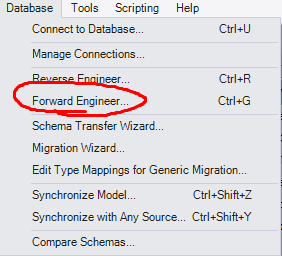 Database Tools Scripting Help
Connect to Database... Ctrl+U
Manage Connections...
Reverse Engineer... Ctrl+R
Forward Engineer... Ctrl+G
Schema Transfer Wizard...
Migration Wizard...
Edit Type Mappings for Generic Migration...
Synchronize Model... Ctrl+Shift+Z
Synchronize with Any Source... Ctrl+Shift+Y
Compare Schemas...